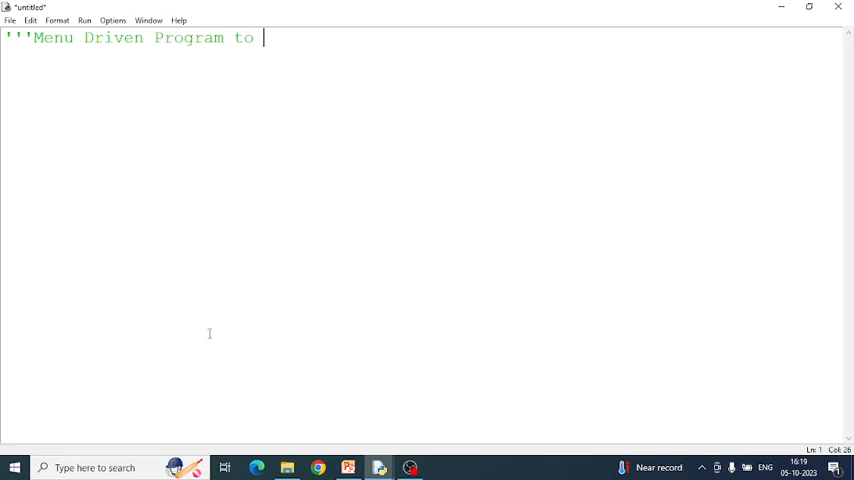 *untitled*
File Edit Format Run Options Window Help
'''Menu Driven Program to
Ln: 1 Col: 26
Type here to search
Near record
ENG
16:19
05-10-2023
1